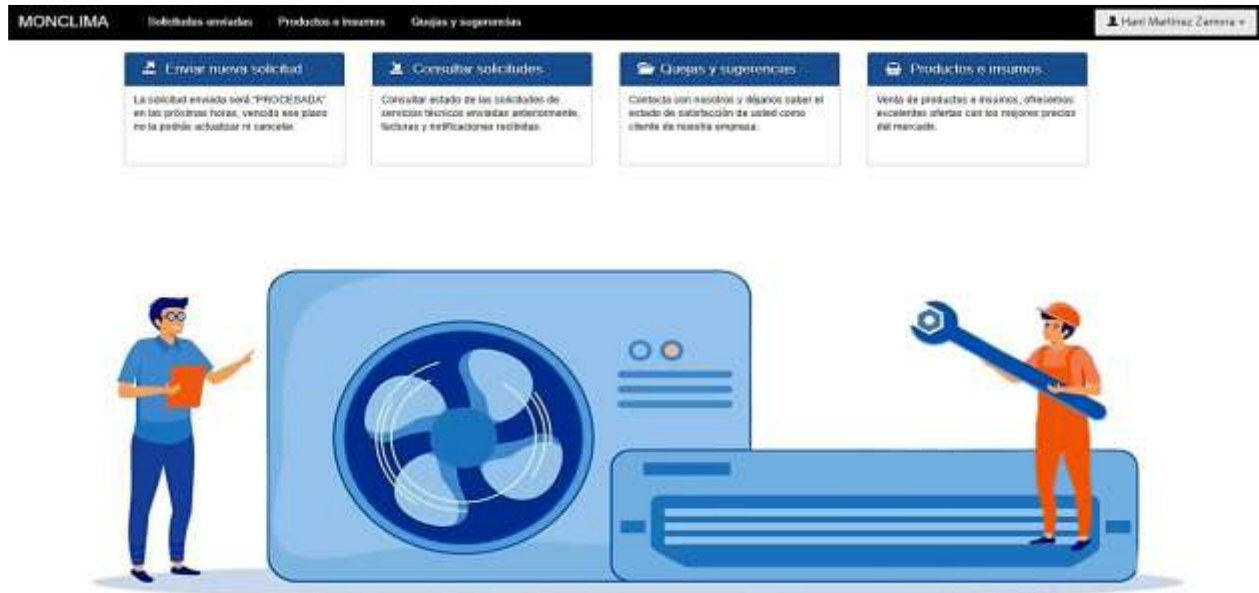 MONCLIMA Solicitudes enviadas Productos e insumos Quejas y sugerencias Hani Martínez Zamora
Enviar nueva solicitud
La solicitud enviada será "PROCESADA"
en las próximas horas, vencido ese plazo
no la podrás actualizar ni cancelar.
Consultar solicitudes
Consultar estado de las solicitudes de
servicios técnicos enviadas anteriormente,
facturas y notificaciones recibidas.
Quejas y sugerencias
Contacta con nosotros y déjanos saber el
estado de satisfacción de usted como
cliente de nuestra empresa.
Productos e insumos
Venta de productos e insumos, ofrecemos
excelentes ofertas con los mejores precios
del mercado.